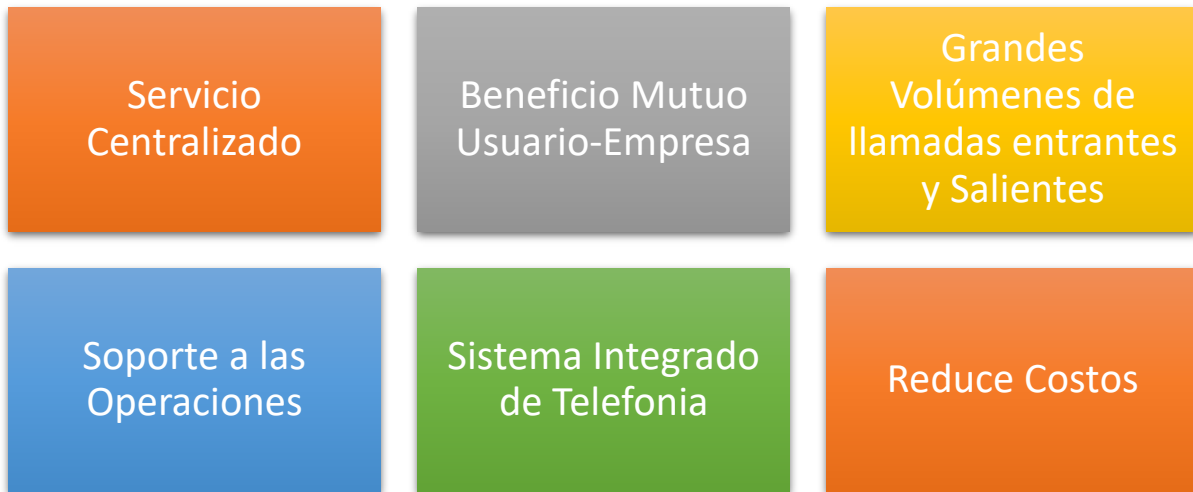 Servicio
Centralizado
Beneficio Mutuo
Usuario-Empresa
Grandes
Volúmenes de
llamadas entrantes
y Salientes
Soporte a las
Operaciones
Sistema Integrado
de Telefonia
Reduce Costos